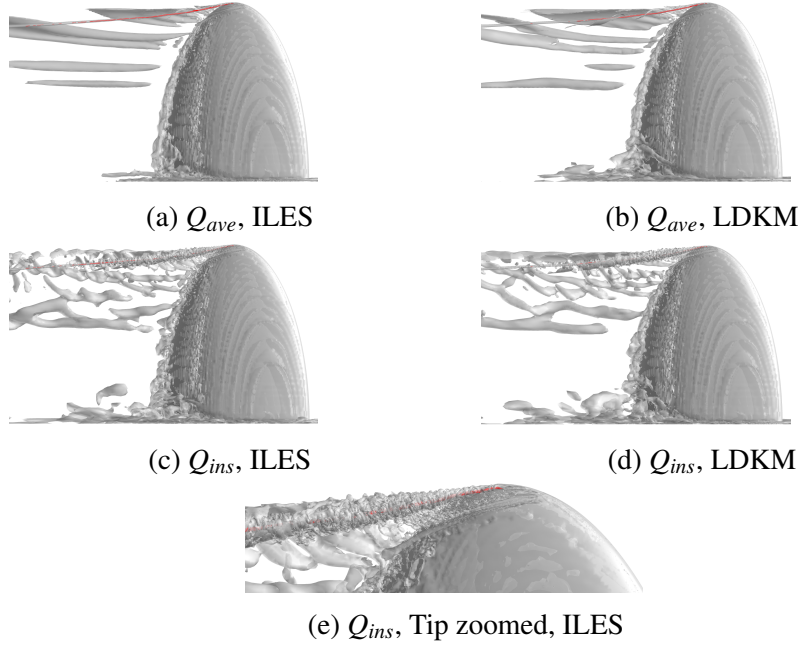 (a) Q_ave, ILES
(b) Q_ave, LDKM
(c) Q_ins, ILES
(d) Q_ins, LDKM
(e) Q_ins, Tip zoomed, ILES